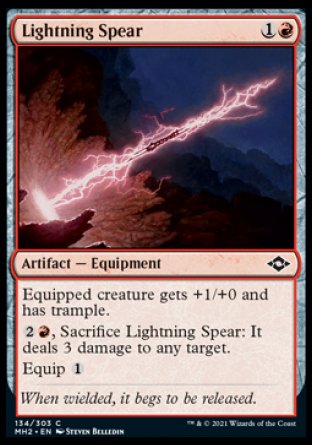 Lightning Spear 1
Artifact — Equipment
Equipped creature gets +1/+0 and
has trample.
2 , Sacrifice Lightning Spear: It
deals 3 damage to any target.
Equip 1
When wielded, it begs to be released.
134/303 C
MH2 • EN Steven Belledin ™ & © 2021 Wizards of the Coast